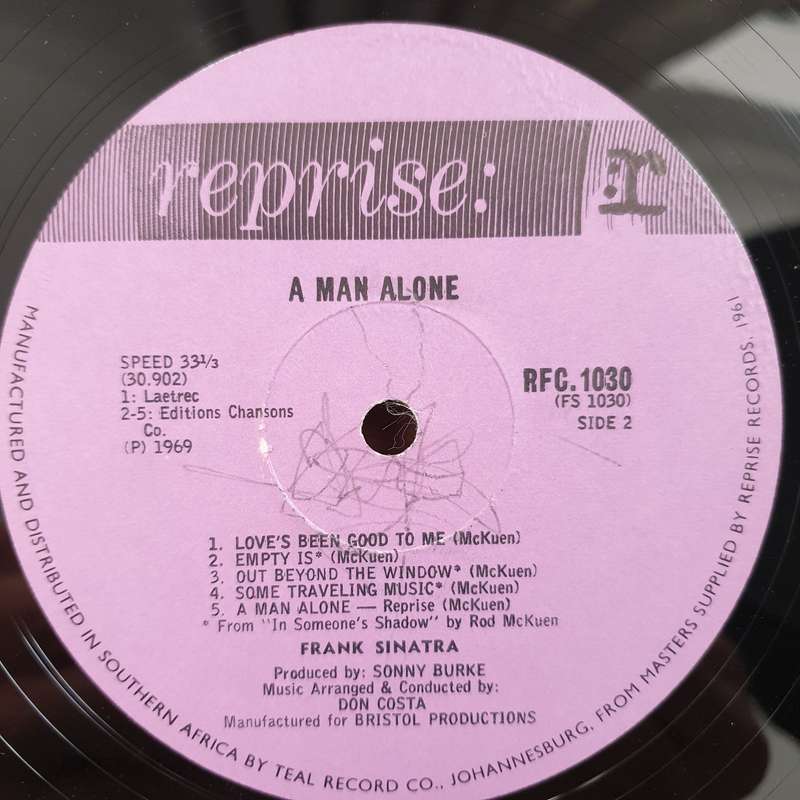 reprise: :r
A MAN ALONE
SPEED 33⅓
(30.902)
1: Laetrec
2-5: Editions Chansons
Co.
(P) 1969
RFC.1030
(FS 1030)
SIDE 2
1. LOVE'S BEEN GOOD TO ME (McKuen)
2. EMPTY IS* (McKuen)
3. OUT BEYOND THE WINDOW* (McKuen)
4. SOME TRAVELING MUSIC* (McKuen)
5. A MAN ALONE — Reprise (McKuen)
* From "In Someone's Shadow" by Rod McKuen
FRANK SINATRA
Produced by: SONNY BURKE
Music Arranged & Conducted by:
DON COSTA
Manufactured for BRISTOL PRODUCTIONS
MANUFACTURED AND DISTRIBUTED IN SOUTHERN AFRICA BY TEAL RECORD CO., JOHANNESBURG, FROM MASTERS SUPPLIED BY REPRISE RECORDS. 1961